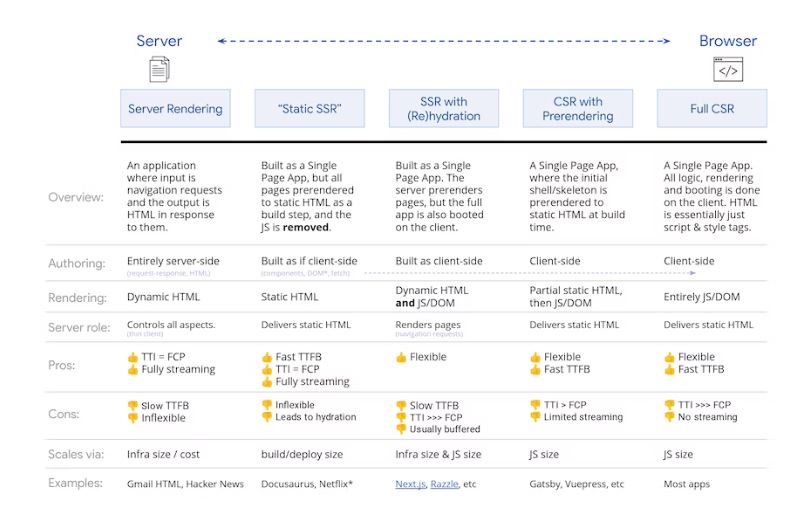 Server
Browser
</>
Server Rendering
"Static SSR"
SSR with
(Re)hydration
CSR with
Prerendering
Full CSR
Overview:
An application
where input is
navigation requests
and the output is
HTML in response
to them.
Built as a Single
Page App, but all
pages prerendered
to static HTML as a
build step, and the
JS is removed.
Built as a Single
Page App. The
server prerenders
pages, but the full
app is also booted
on the client.
A Single Page App,
where the initial
shell/skeleton is
prerendered to
static HTML at build
time.
A Single Page App.
All logic, rendering
and booting is done
on the client. HTML
is essentially just
script & style tags.
Authoring:
Entirely server-side
(request-response, HTML)
Built as if client-side
(components, DOM*, fetch)
Built as client-side
Client-side
Client-side
Rendering:
Dynamic HTML
Static HTML
Dynamic HTML
and JS/DOM
Partial static HTML,
then JS/DOM
Entirely JS/DOM
Server role:
Controls all aspects.
(thin client)
Delivers static HTML
Renders pages
(navigation requests)
Delivers static HTML
Delivers static HTML
Pros:
👍 TTI = FCP
👍 Fully streaming
👍 Fast TTFB
👍 TTI = FCP
👍 Fully streaming
👍 Flexible
👍 Flexible
👍 Fast TTFB
👍 Flexible
👍 Fast TTFB
Cons:
👎 Slow TTFB
👎 Inflexible
👎 Inflexible
👎 Leads to hydration
👎 Slow TTFB
👎 TTI >>> FCP
👎 Usually buffered
👎 TTI > FCP
👎 Limited streaming
👎 TTI >>> FCP
👎 No streaming
Scales via:
Infra size / cost
build/deploy size
Infra size & JS size
JS size
JS size
Examples:
Gmail HTML, Hacker News
Docusaurus, Netflix*
Next.js, Razzle, etc
Gatsby, Vuepress, etc
Most apps